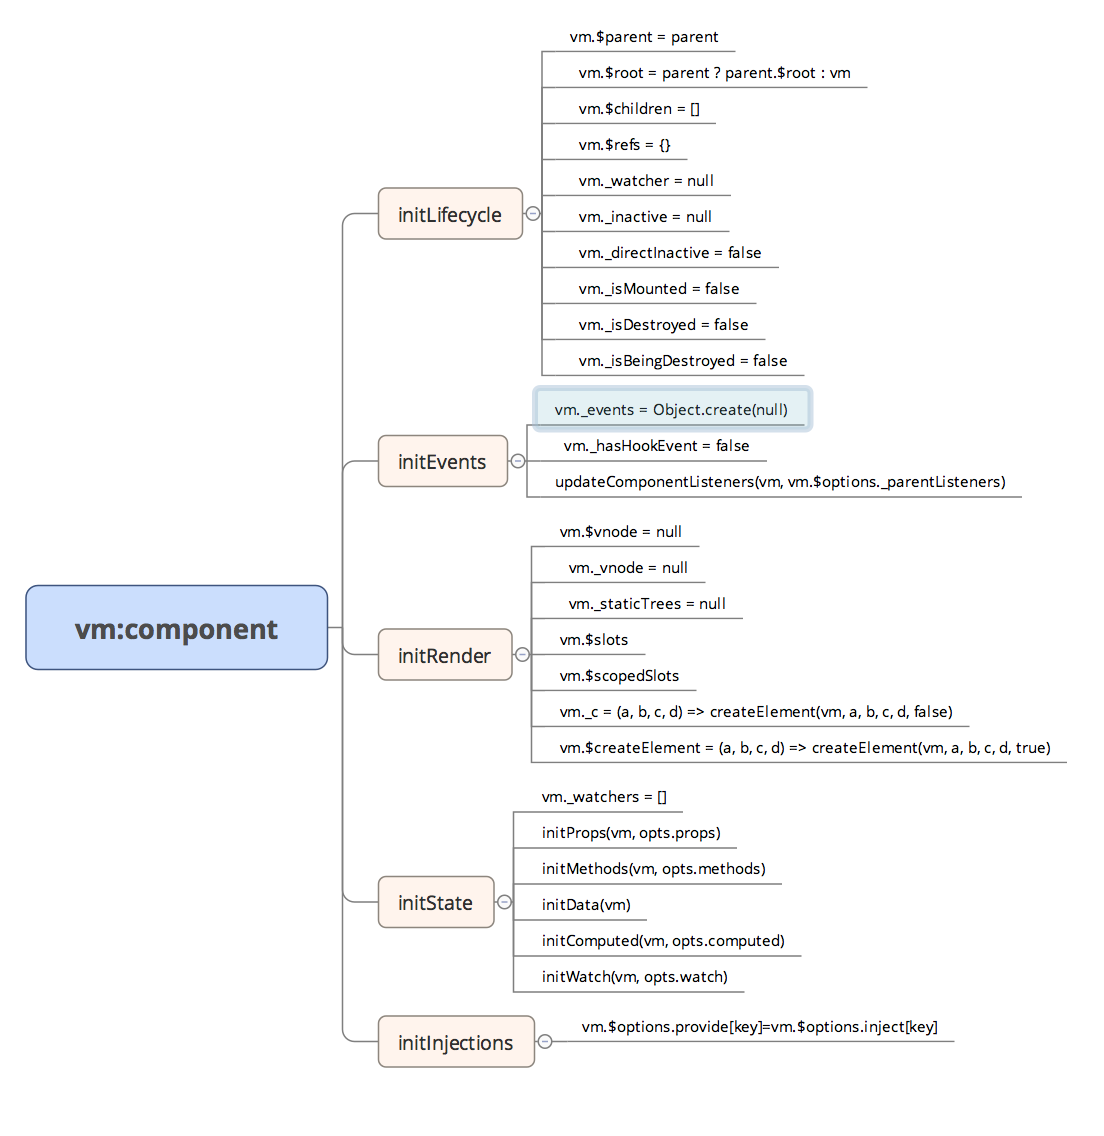 vm:component
initLifecycle
vm.$parent = parent
vm.$root = parent ? parent.$root : vm
vm.$children = []
vm.$refs = {}
vm._watcher = null
vm._inactive = null
vm._directInactive = false
vm._isMounted = false
vm._isDestroyed = false
vm._isBeingDestroyed = false
initEvents
vm._events = Object.create(null)
vm._hasHookEvent = false
updateComponentListeners(vm, vm.$options._parentListeners)
initRender
vm.$vnode = null
vm._vnode = null
vm._staticTrees = null
vm.$slots
vm.$scopedSlots
vm._c = (a, b, c, d) => createElement(vm, a, b, c, d, false)
vm.$createElement = (a, b, c, d) => createElement(vm, a, b, c, d, true)
initState
vm._watchers = []
initProps(vm, opts.props)
initMethods(vm, opts.methods)
initData(vm)
initComputed(vm, opts.computed)
initWatch(vm, opts.watch)
initInjections
vm.$options.provide[key]=vm.$options.inject[key]